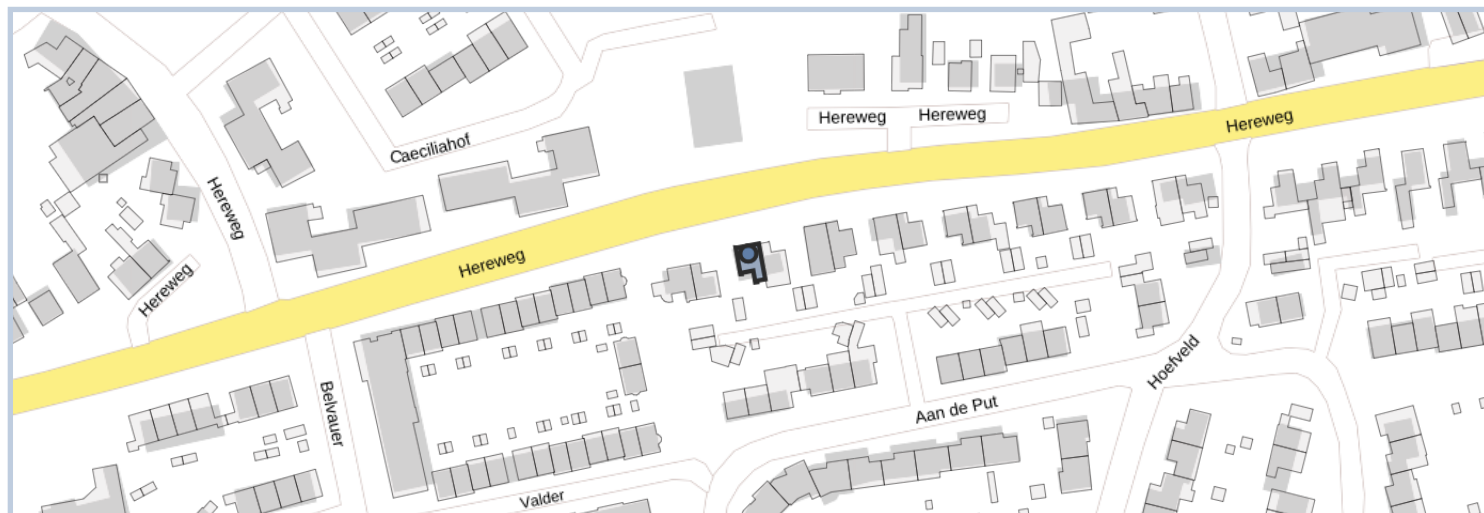 Hereweg
Hereweg
Hereweg
Caeciliahof
Hereweg
Hereweg
Hereweg
Hoefveld
Belvauer
Aan de Put
Valder